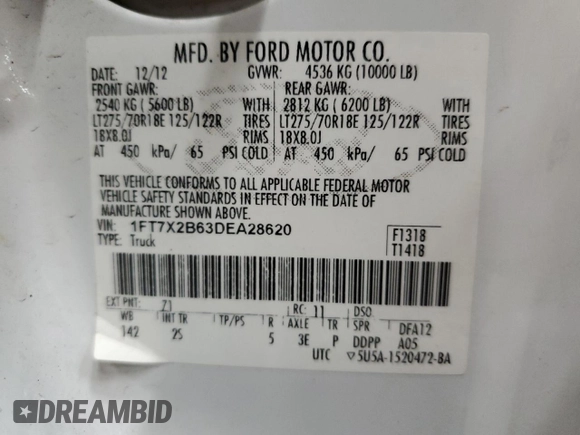 MFD. BY FORD MOTOR CO.
DATE: 12/12 GVWR: 4536 KG (10000 LB)
FRONT GAWR: REAR GAWR:
2540 KG ( 5600 LB) WITH 2812 KG ( 6200 LB) WITH
LT275/70R18E 125/122R TIRES LT275/70R18E 125/122R TIRES
18X8.0J RIMS 18X8.0J RIMS
AT 450 kPa/ 65 PSI COLD AT 450 kPa/ 65 PSI COLD
THIS VEHICLE CONFORMS TO ALL APPLICABLE FEDERAL MOTOR
VEHICLE SAFETY STANDARDS IN EFFECT ON THE DATE OF
MANUFACTURE SHOWN ABOVE.
VIN: 1FT7X2B63DEA28620 F1318
TYPE: Truck T1418
EXT PNT: Z1 RC: 11 DSO:
WB INT TR TP/PS R AXLE TR SPR DFA12
142 2S 5 3E P DDPP A05
UTC 5U5A-1520472-BA
DREAMBID